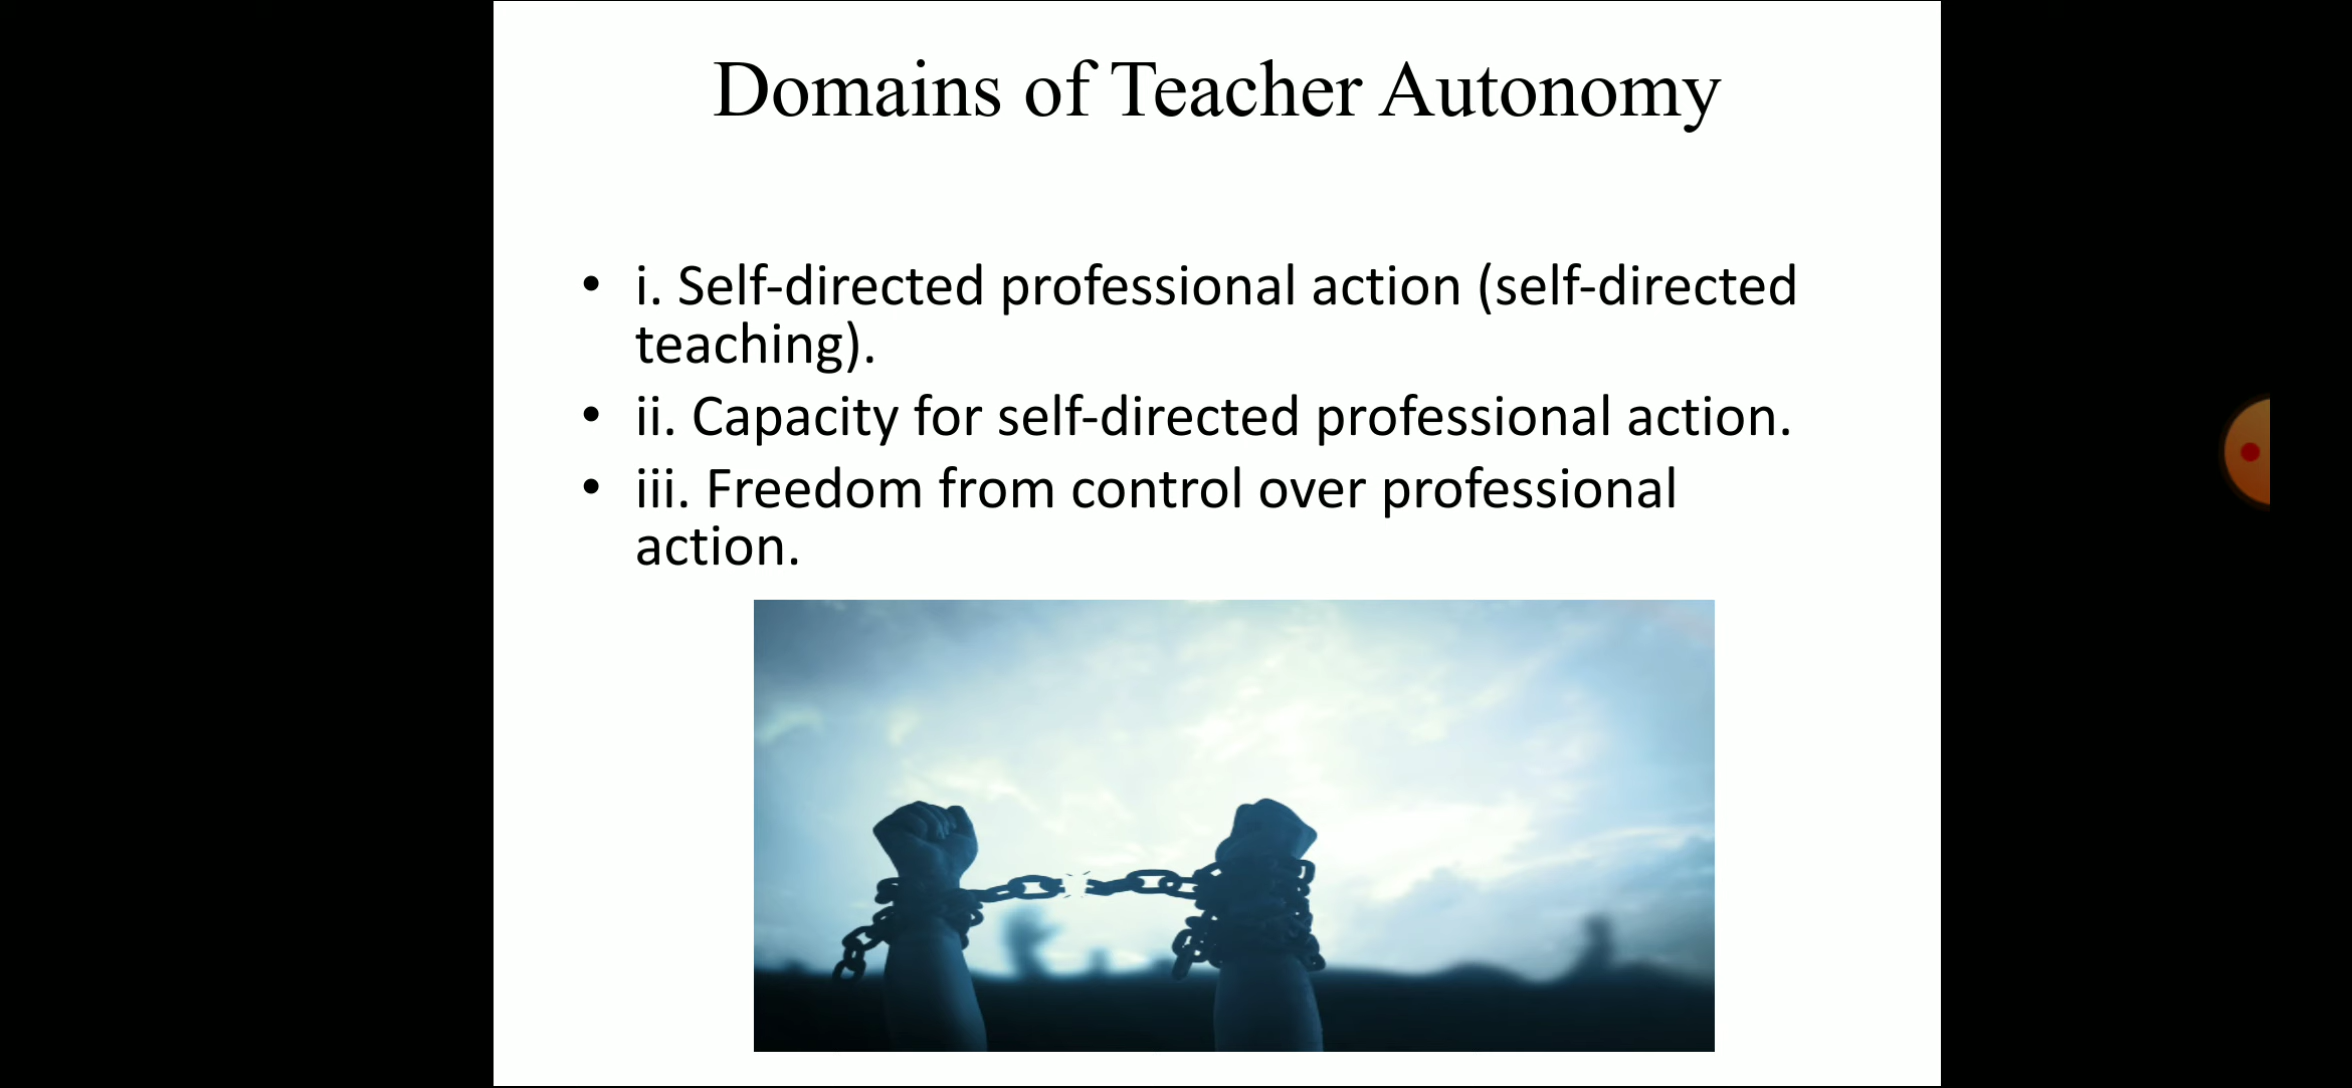 Domains of Teacher Autonomy
• i. Self-directed professional action (self-directed
teaching).
• ii. Capacity for self-directed professional action.
• iii. Freedom from control over professional
action.